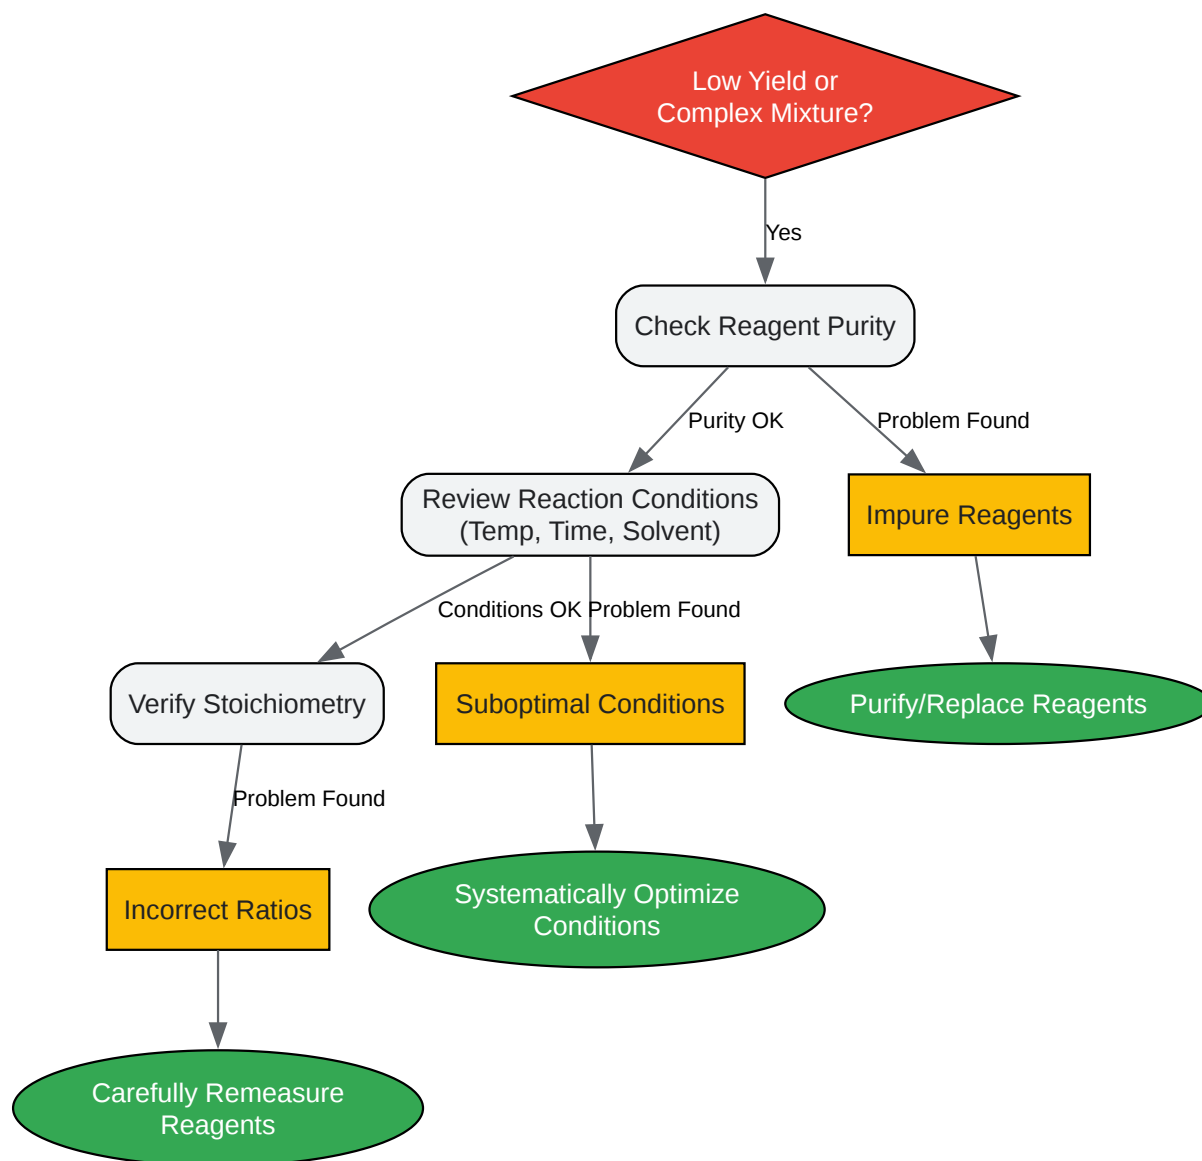 Low Yield or
Complex Mixture?
Yes
Check Reagent Purity
Purity OK
Problem Found
Review Reaction Conditions
(Temp, Time, Solvent)
Impure Reagents
Conditions OK
Problem Found
Verify Stoichiometry
Suboptimal Conditions
Purify/Replace Reagents
Problem Found
Incorrect Ratios
Systematically Optimize
Conditions
Carefully Remeasure
Reagents